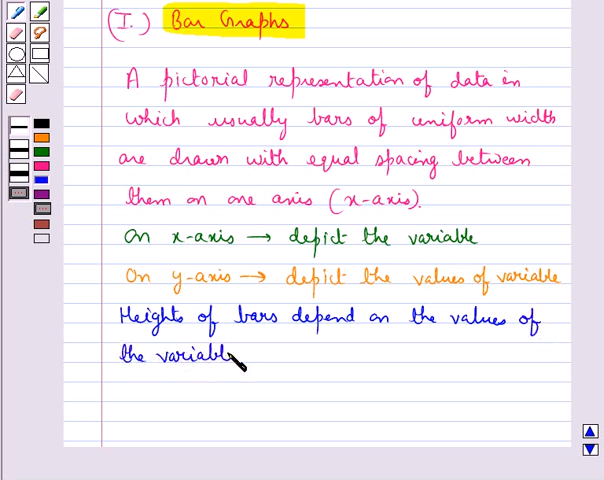 (I.) Bar Graphs
A pictorial representation of data in
which usually bars of uniform width
are drawn with equal spacing between
them on one axis (x-axis).
On x-axis → depict the variable
On y-axis → depict the values of variable
Heights of bars depend on the values of
the variable